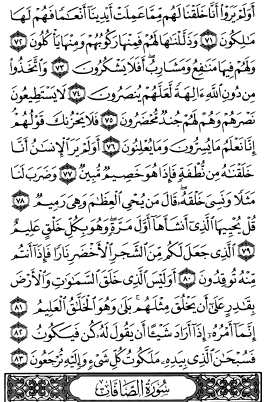 أَوَلَمْ يَرَوْا۟ أَنَّا خَلَقْنَا لَهُم مِّمَّا عَمِلَتْ أَيْدِينَآ أَنْعَـٰمًا فَهُمْ لَهَا
مَـٰلِكُونَ ٧١ وَذَلَّلْنَـٰهَا لَهُمْ فَمِنْهَا رَكُوبُهُمْ وَمِنْهَا يَأْكُلُونَ ٧٢
وَلَهُمْ فِيهَا مَنَـٰفِعُ وَمَشَارِبُ ۖ أَفَلَا يَشْكُرُونَ ٧٣ وَٱتَّخَذُوا۟
مِن دُونِ ٱللَّهِ ءَالِهَةً لَّعَلَّهُمْ يُنصَرُونَ ٧٤ لَا يَسْتَطِيعُونَ
نَصْرَهُمْ وَهُمْ لَهُمْ جُندٌ مُّحْضَرُونَ ٧٥ فَلَا يَحْزُنكَ قَوْلُهُمْ ۘ
إِنَّا نَعْلَمُ مَا يُسِرُّونَ وَمَا يُعْلِنُونَ ٧٦ أَوَلَمْ يَرَ ٱلْإِنسَـٰنُ أَنَّا
خَلَقْنَـٰهُ مِن نُّطْفَةٍ فَإِذَا هُوَ خَصِيمٌ مُّبِينٌ ٧٧ وَضَرَبَ لَنَا
مَثَلًا وَنَسِىَ خَلْقَهُۥ ۖ قَالَ مَن يُحْىِ ٱلْعِظَـٰمَ وَهِىَ رَمِيمٌ ٧٨
قُلْ يُحْيِيهَا ٱلَّذِىٓ أَنشَأَهَآ أَوَّلَ مَرَّةٍ ۖ وَهُوَ بِكُلِّ خَلْقٍ عَلِيمٌ
٧٩ ٱلَّذِى جَعَلَ لَكُم مِّنَ ٱلشَّجَرِ ٱلْأَخْضَرِ نَارًا فَإِذَآ أَنتُم
مِّنْهُ تُوقِدُونَ ٨٠ أَوَلَيْسَ ٱلَّذِى خَلَقَ ٱلسَّمَـٰوَٰتِ وَٱلْأَرْضَ
بِقَـٰدِرٍ عَلَىٰٓ أَن يَخْلُقَ مِثْلَهُم ۚ بَلَىٰ وَهُوَ ٱلْخَلَّـٰقُ ٱلْعَلِيمُ ٨١
إِنَّمَآ أَمْرُهُۥٓ إِذَآ أَرَادَ شَيْـًٔا أَن يَقُولَ لَهُۥ كُن فَيَكُونُ ٨٢
فَسُبْحَـٰنَ ٱلَّذِى بِيَدِهِۦ مَلَكُوتُ كُلِّ شَىْءٍ وَإِلَيْهِ تُرْجَعُونَ ٨٣
سُورَةُ ٱلصَّافَّاتِ